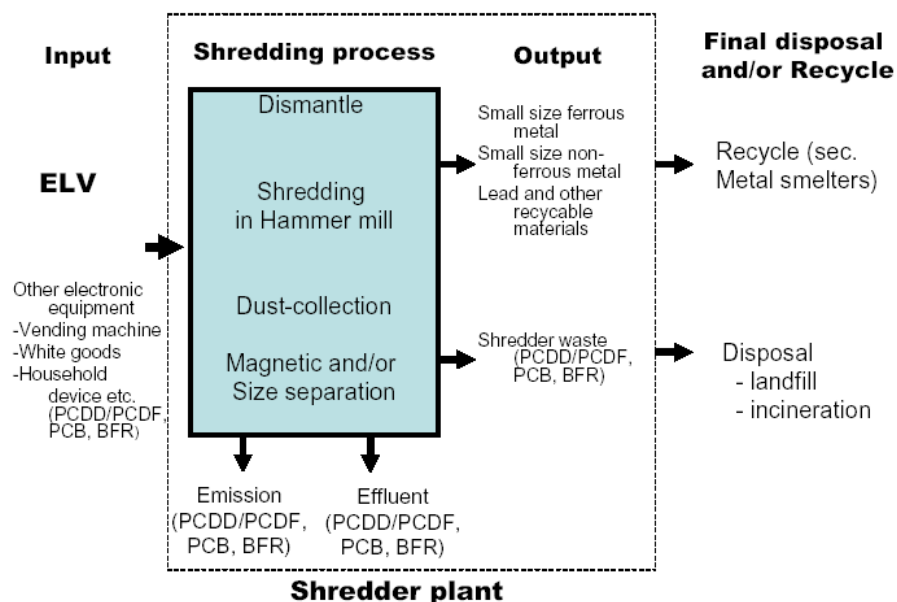 Input
Shredding process
Output
Final disposal
and/or Recycle
ELV
Other electronic
equipment
-Vending machine
-White goods
-Household
device etc.
(PCDD/PCDF,
PCB, BFR)
Dismantle
Shredding
in Hammer mill
Dust-collection
Magnetic and/or
Size separation
Small size ferrous
metal
Small size non-
ferrous metal
Lead and other
recycable
materials
Shredder waste
(PCDD/PCDF,
PCB, BFR)
Recycle (sec.
Metal smelters)
Disposal
- landfill
- incineration
Emission
(PCDD/PCDF,
PCB, BFR)
Effluent
(PCDD/PCDF,
PCB, BFR)
Shredder plant